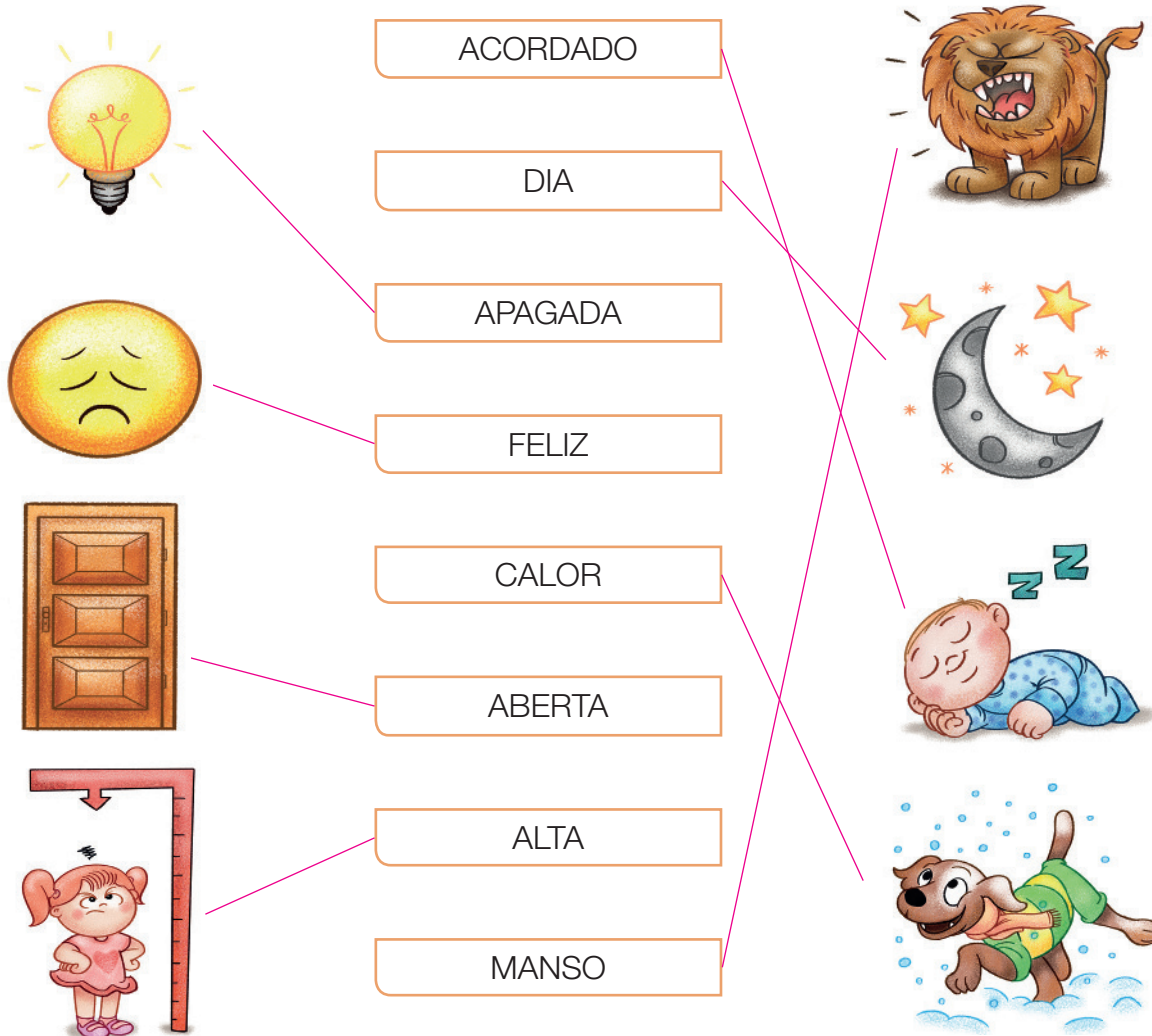 ACORDADO
DIA
APAGADA
FELIZ
CALOR
Z Z
ABERTA
ALTA
MANSO